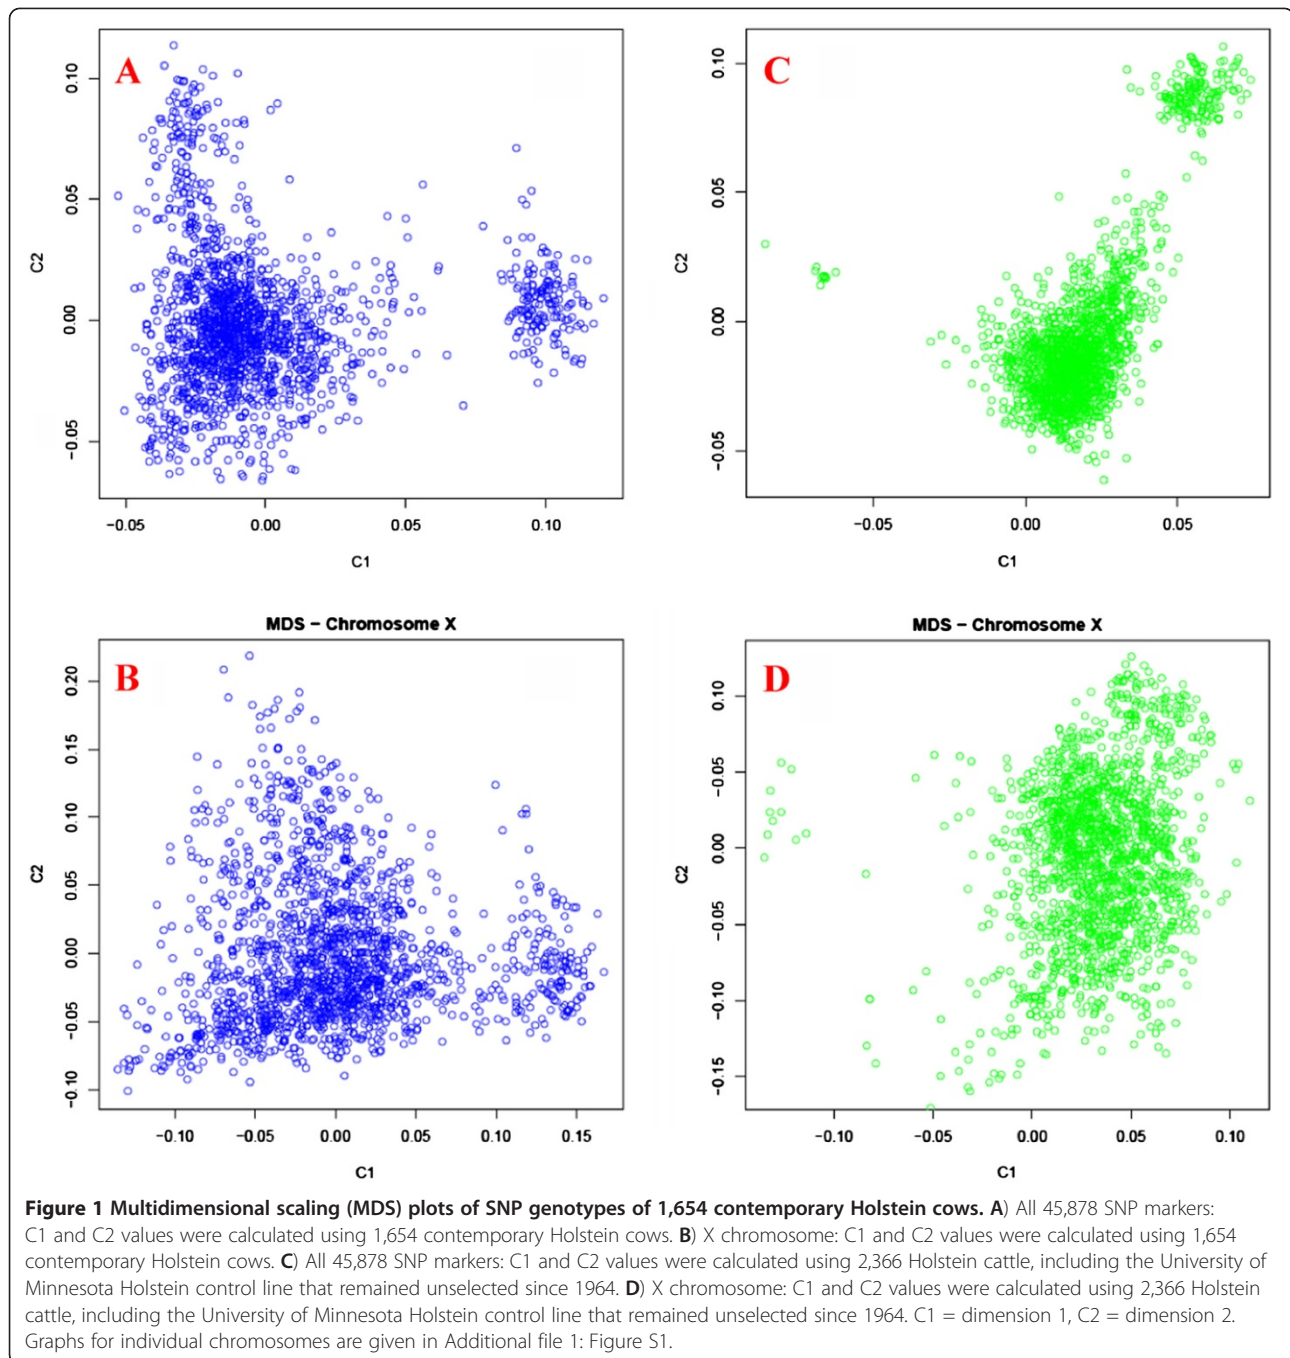 A
C2
0.10
0.05
0.00
−0.05
−0.05
0.00
0.05
0.10
C1
C
C2
0.10
0.05
0.00
−0.05
−0.05
0.00
0.05
C1
MDS − Chromosome X
B
C2
0.20
0.15
0.10
0.05
0.00
−0.05
−0.10
−0.10
−0.05
0.00
0.05
0.10
0.15
C1
MDS − Chromosome X
D
C2
0.10
−0.05
0.00
−0.05
−0.10
−0.15
−0.10
−0.05
0.00
0.05
0.10
C1
Figure 1 Multidimensional scaling (MDS) plots of SNP genotypes of 1,654 contemporary Holstein cows. A) All 45,878 SNP markers:
C1 and C2 values were calculated using 1,654 contemporary Holstein cows. B) X chromosome: C1 and C2 values were calculated using 1,654
contemporary Holstein cows. C) All 45,878 SNP markers: C1 and C2 values were calculated using 2,366 Holstein cattle, including the University of
Minnesota Holstein control line that remained unselected since 1964. D) X chromosome: C1 and C2 values were calculated using 2,366 Holstein
cattle, including the University of Minnesota Holstein control line that remained unselected since 1964. C1 = dimension 1, C2 = dimension 2.
Graphs for individual chromosomes are given in Additional file 1: Figure S1.